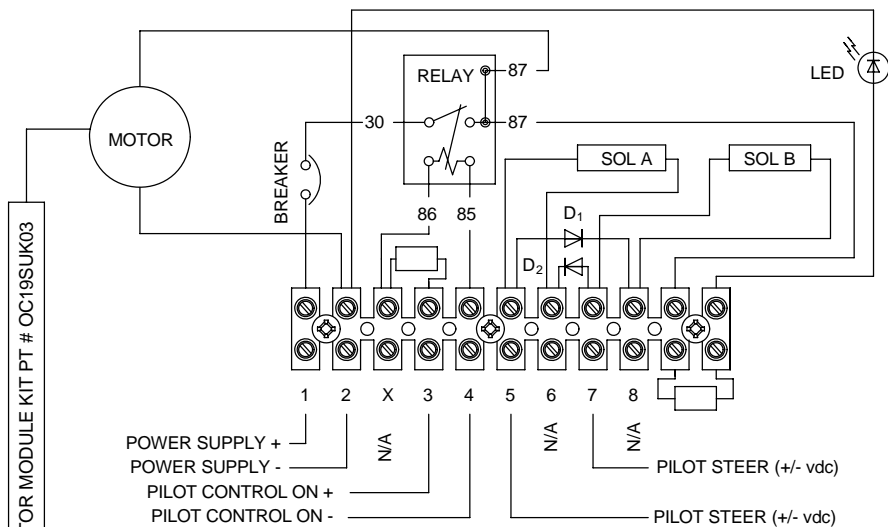 RELAY
87
LED
MOTOR
30
87
SOL A
SOL B
BREAKER
86
85
D1
D2
TOR MODULE KIT PT # OC19SUK03
1
2
X
3
4
5
6
7
8
N/A
N/A
N/A
POWER SUPPLY +
POWER SUPPLY -
PILOT CONTROL ON +
PILOT CONTROL ON -
PILOT STEER (+/- vdc)
PILOT STEER (+/- vdc)